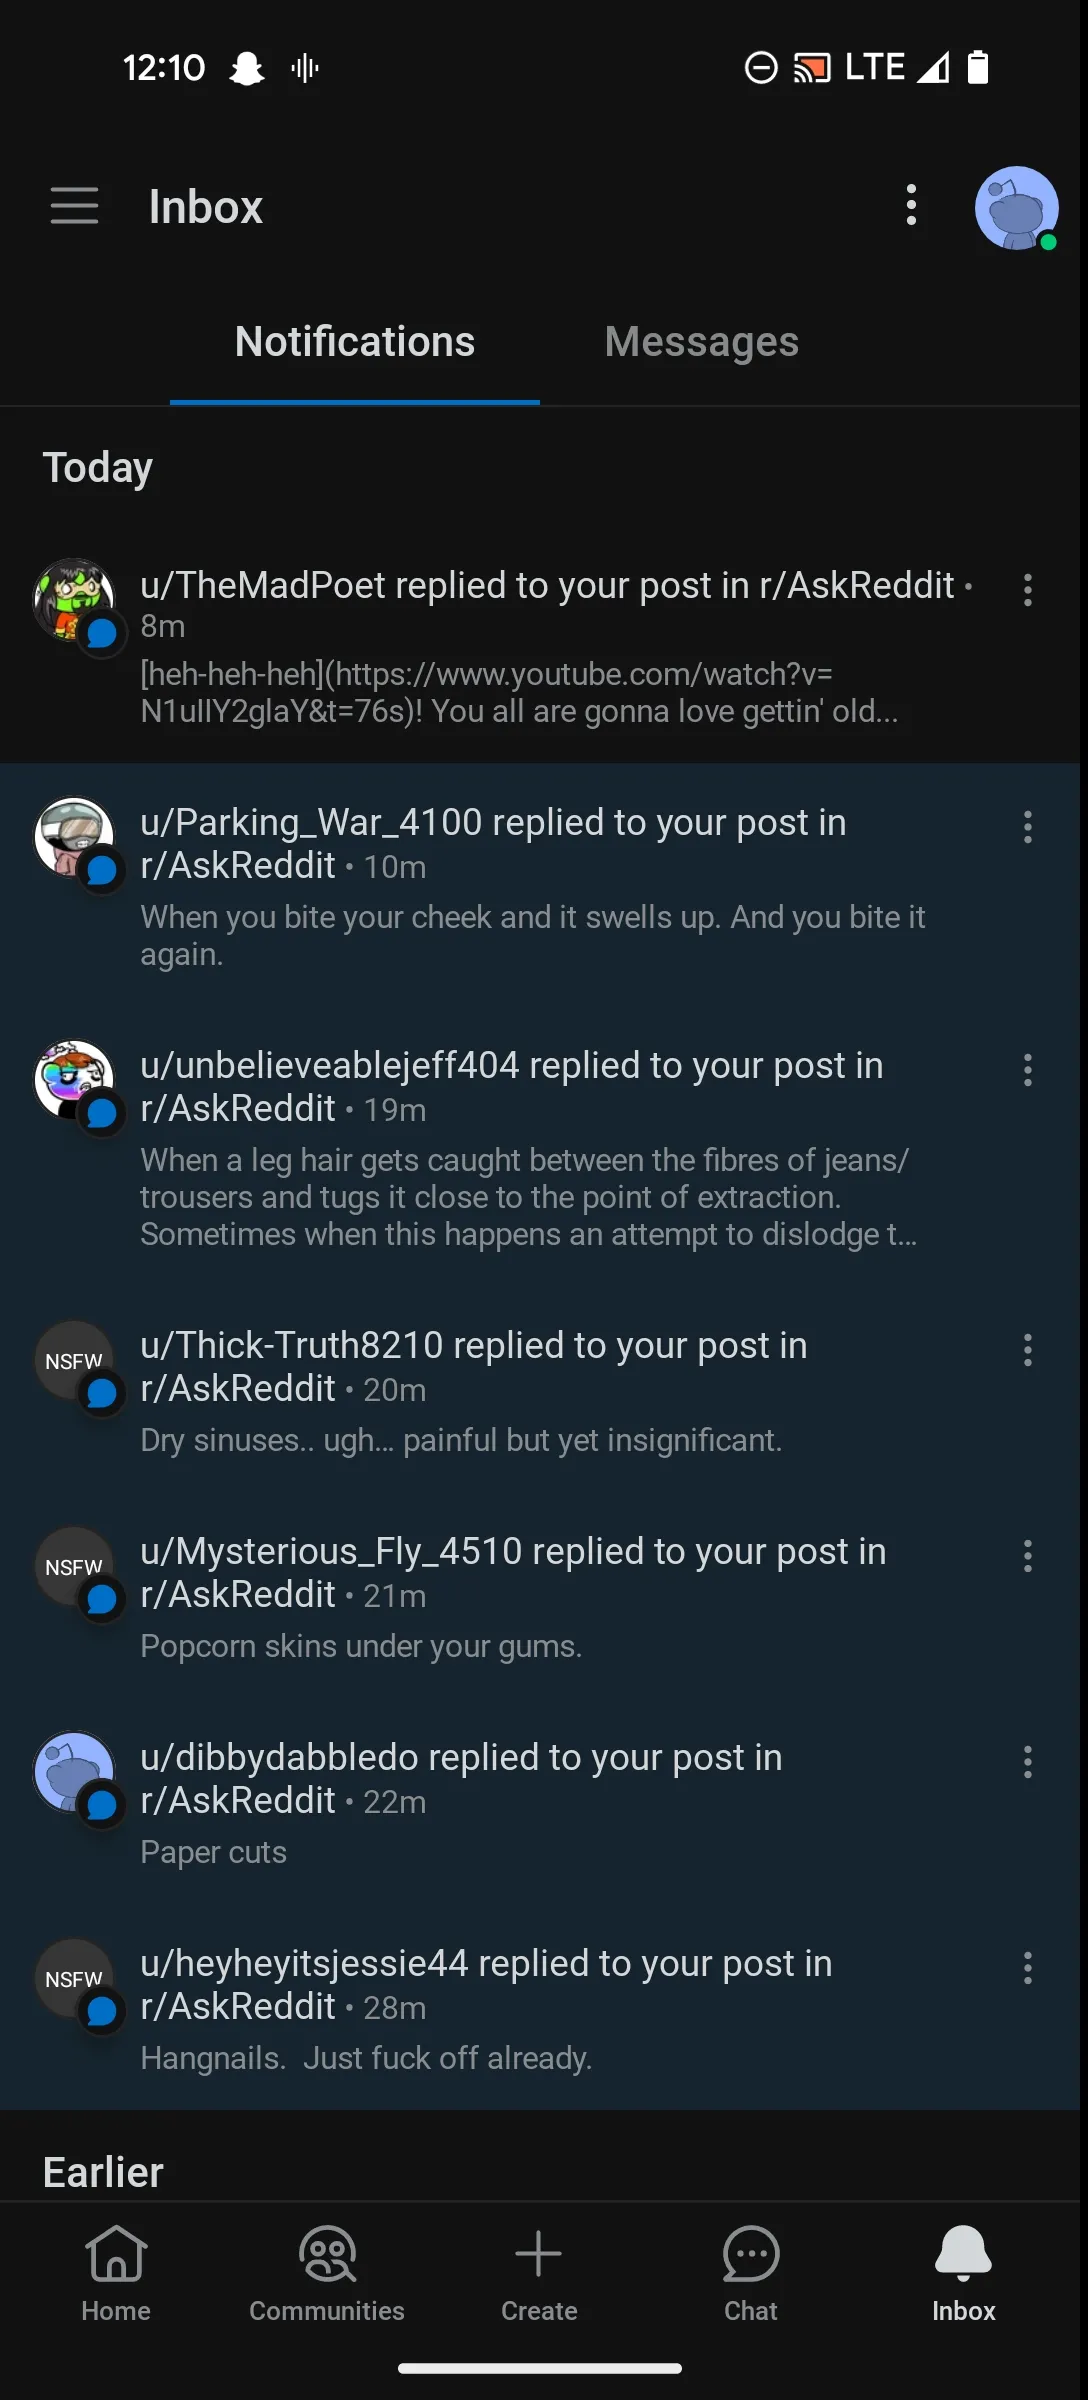 12:10
LTE
Inbox
Notifications
Messages
Today
u/TheMadPoet replied to your post in r/AskReddit •
8m
[heh-heh-heh](https://www.youtube.com/watch?v=
N1uIIY2glaY&t=76s)! You all are gonna love gettin' old...
u/Parking_War_4100 replied to your post in
r/AskReddit • 10m
When you bite your cheek and it swells up. And you bite it
again.
u/unbelieveablejeff404 replied to your post in
r/AskReddit • 19m
When a leg hair gets caught between the fibres of jeans/
trousers and tugs it close to the point of extraction.
Sometimes when this happens an attempt to dislodge t...
NSFW
u/Thick-Truth8210 replied to your post in
r/AskReddit • 20m
Dry sinuses.. ugh... painful but yet insignificant.
NSFW
u/Mysterious_Fly_4510 replied to your post in
r/AskReddit • 21m
Popcorn skins under your gums.
u/dibbydabbledo replied to your post in
r/AskReddit • 22m
Paper cuts
NSFW
u/heyheyitsjessie44 replied to your post in
r/AskReddit • 28m
Hangnails.  Just fuck off already.
Earlier
Home
Communities
Create
Chat
Inbox